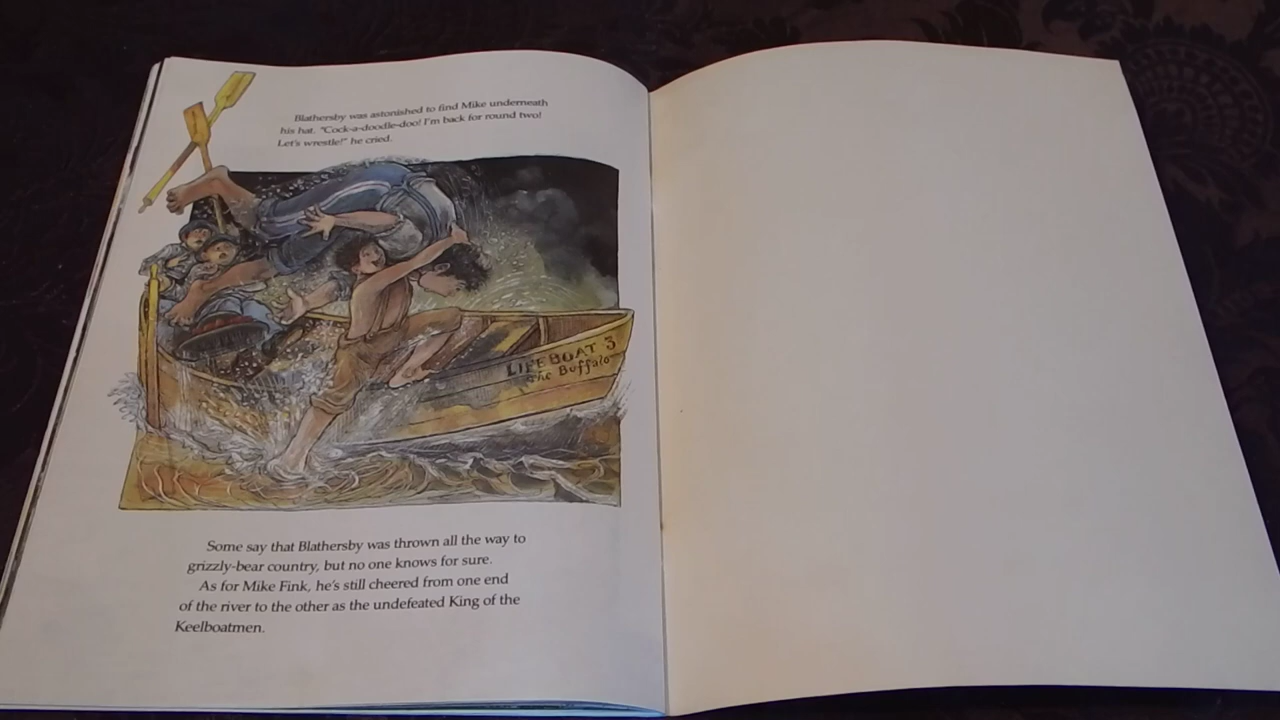 Blathersby was astonished to find Mike underneath
his hat. "Cock-a-doodle-doo! I'm back for round two!
Let's wrestle!" he cried.
LIFEBOAT 3
the Buffalo
Some say that Blathersby was thrown all the way to
grizzly-bear country, but no one knows for sure.
As for Mike Fink, he's still cheered from one end
of the river to the other as the undefeated King of the
Keelboatmen.